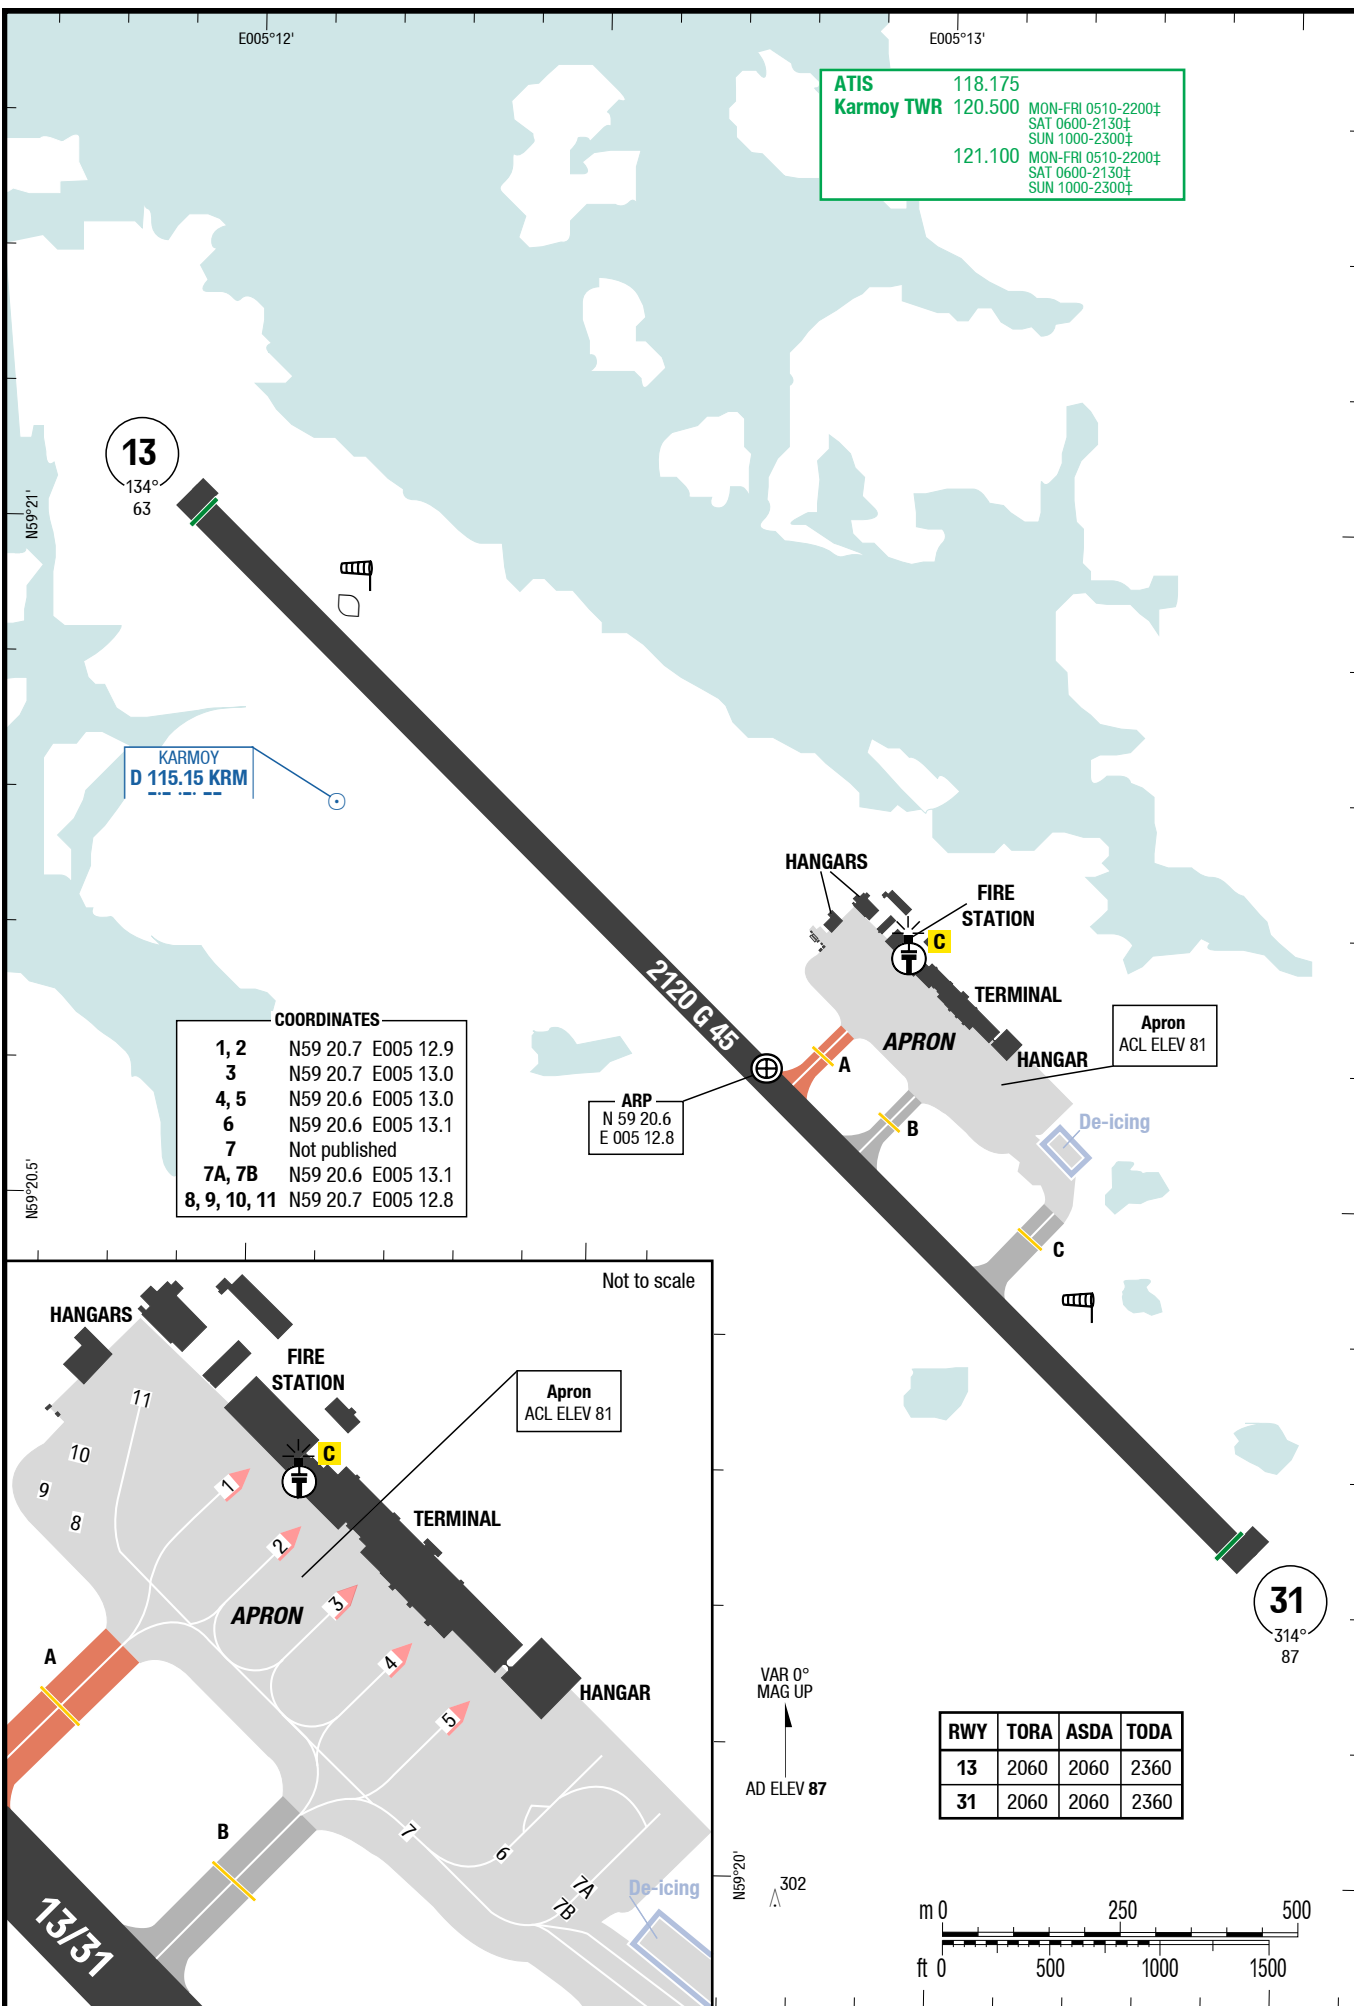 E005°12'
E005°13'
ATIS 118.175
Karmoy TWR 120.500 MON-FRI 0510-2200‡
SAT 0600-2130‡
SUN 1000-2300‡
121.100 MON-FRI 0510-2200‡
SAT 0600-2130‡
SUN 1000-2300‡
13
134°
63
N59°21'
KARMOY
D 115.15 KRM
HANGARS
FIRE
STATION
C
TERMINAL
2120 G 45
APRON
HANGAR
Apron
ACL ELEV 81
A
B
C
De-icing
ARP
N 59 20.6
E 005 12.8
COORDINATES
1, 2 N59 20.7 E005 12.9
3 N59 20.7 E005 13.0
4, 5 N59 20.6 E005 13.0
6 N59 20.6 E005 13.1
7 Not published
7A, 7B N59 20.6 E005 13.1
8, 9, 10, 11 N59 20.7 E005 12.8
N59°20.5'
Not to scale
HANGARS
FIRE
STATION
Apron
ACL ELEV 81
11
10
9
8
1
C
2
TERMINAL
3
APRON
4
A
HANGAR
5
B
7
6
7A
7B
De-icing
13/31
31
314°
87
VAR 0°
MAG UP
AD ELEV 87
RWY TORA ASDA TODA
13 2060 2060 2360
31 2060 2060 2360
N59°20'
302
m 0 250 500
ft 0 500 1000 1500